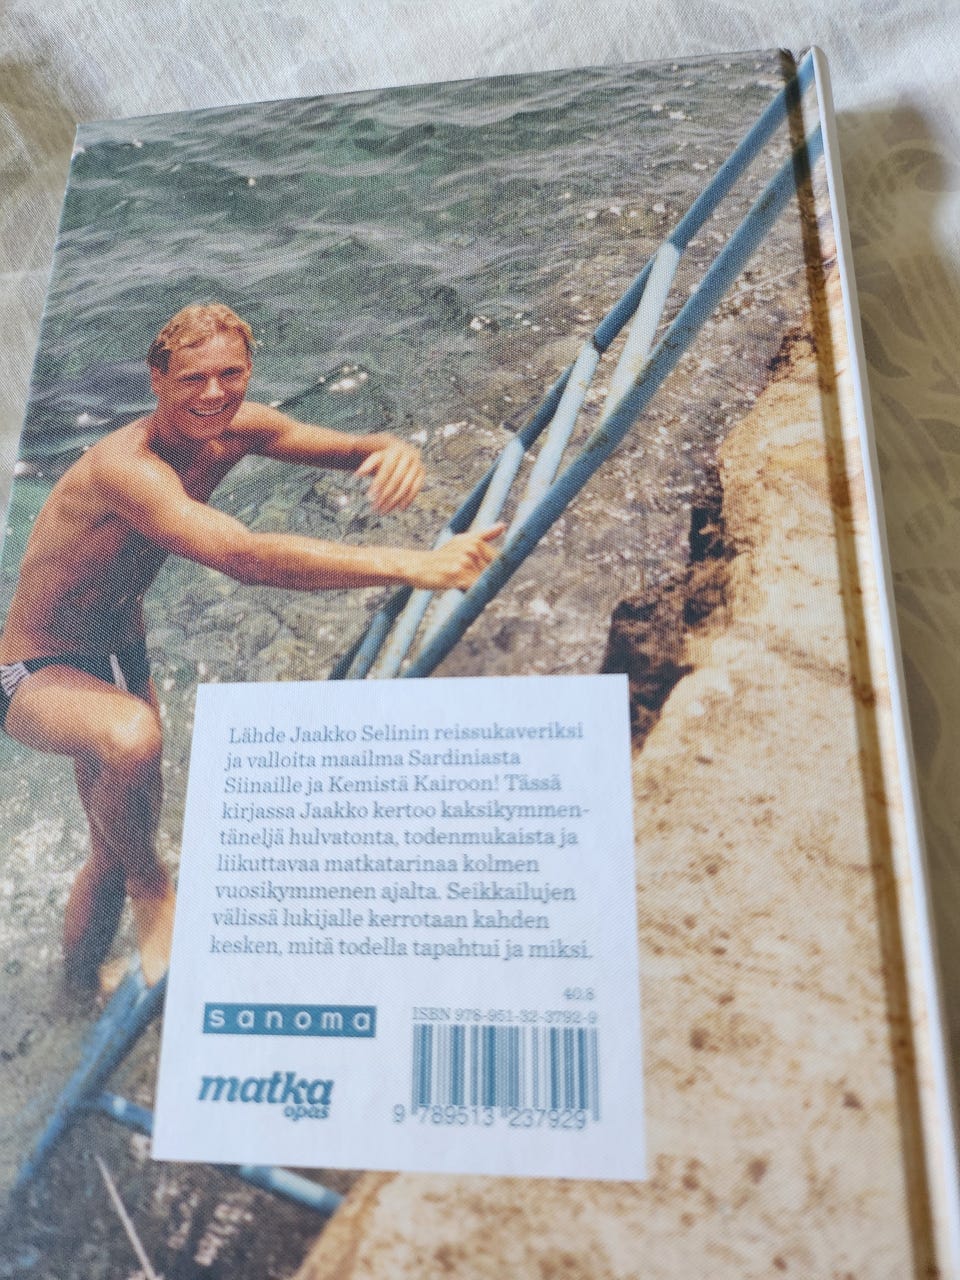 Lähde Jaakko Selinin reissukaveriksi
ja valloita maailma Sardiniasta
Siinaille ja Kemistä Kairoon! Tässä
kirjassa Jaakko kertoo kaksikymmen-
täneljä hulvatonta, todenmukaista ja
liikuttavaa matkatarinaa kolmen
vuosikymmenen ajalta. Seikkailujen
välissä lukijalle kerrotaan kahden
kesken, mitä todella tapahtui ja miksi.
40.8
ISBN 978-951-32-3792-9
sanoma
matka
opas
9 789513 237929